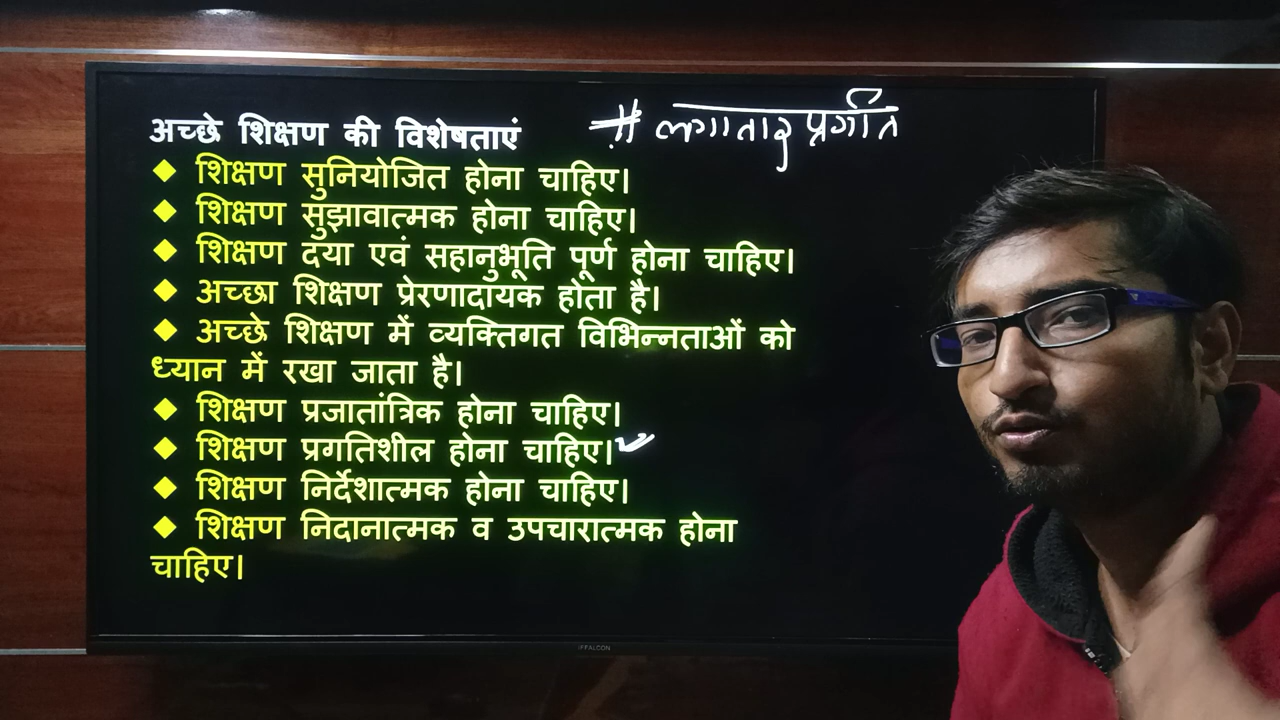 अच्छे शिक्षण की विशेषताएं
# लगातार प्रगति
◆ शिक्षण सुनियोजित होना चाहिए।
◆ शिक्षण सुझावात्मक होना चाहिए।
◆ शिक्षण दया एवं सहानुभूति पूर्ण होना चाहिए।
◆ अच्छा शिक्षण प्रेरणादायक होता है।
◆ अच्छे शिक्षण में व्यक्तिगत विभिन्नताओं को
ध्यान में रखा जाता है।
◆ शिक्षण प्रजातांत्रिक होना चाहिए।
◆ शिक्षण प्रगतिशील होना चाहिए।
◆ शिक्षण निर्देशात्मक होना चाहिए।
◆ शिक्षण निदानात्मक व उपचारात्मक होना
चाहिए।
iFFALCON